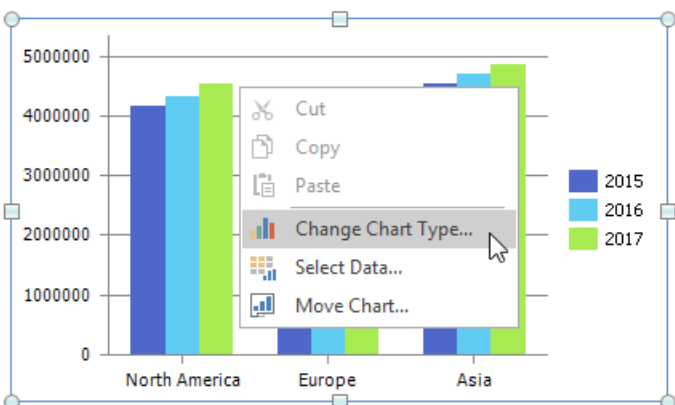 5000000
4000000
3000000
2000000
1000000
0
North America
Europe
Asia
Cut
Copy
Paste
Change Chart Type...
Select Data...
Move Chart...
2015
2016
2017